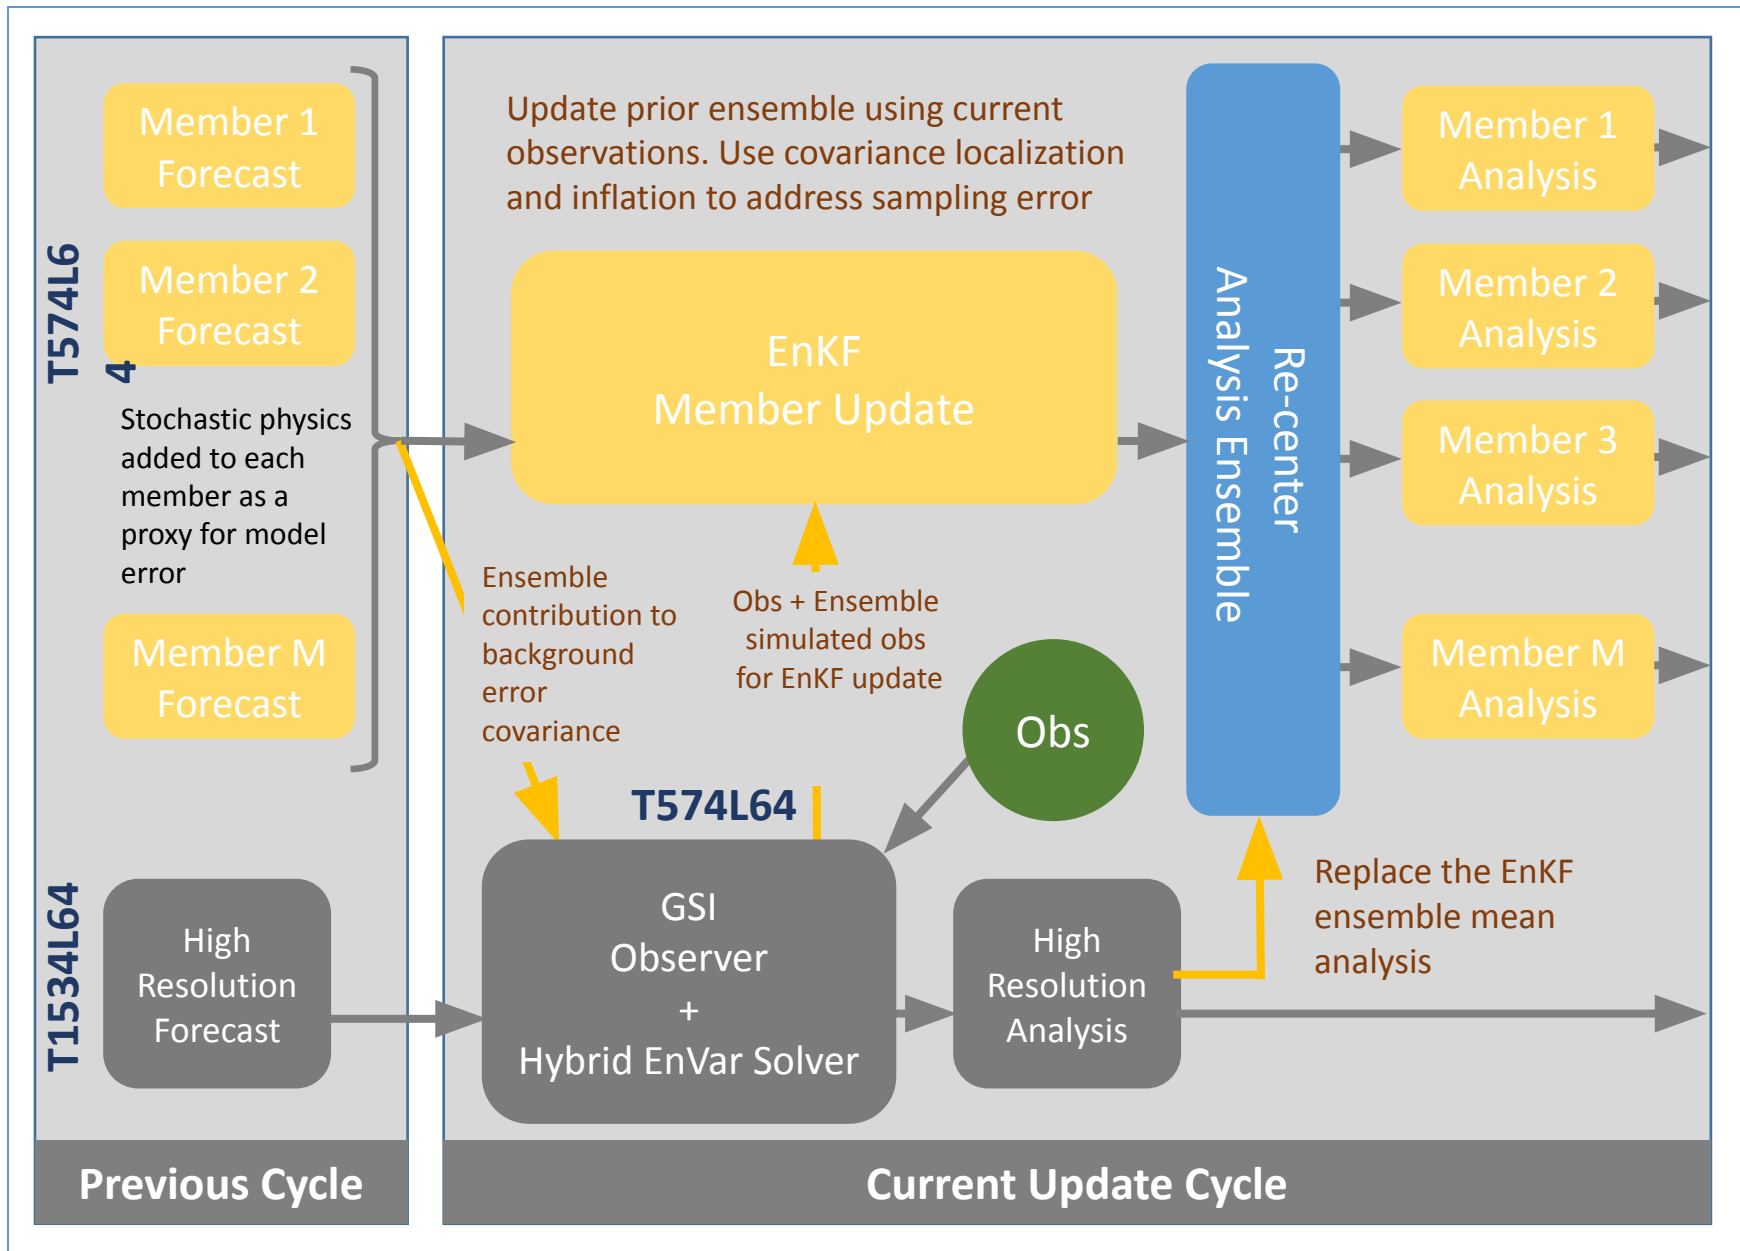 Member 1
Forecast
T574L6
4
Member 2
Forecast
Stochastic physics
added to each
member as a
proxy for model
error
Member M
Forecast
T1534L64
High
Resolution
Forecast
Previous Cycle
Update prior ensemble using current
observations. Use covariance localization
and inflation to address sampling error
EnKF
Member Update
Ensemble
contribution to
background
error
covariance
Obs + Ensemble
simulated obs
for EnKF update
Obs
T574L64
GSI
Observer
+
Hybrid EnVar Solver
High
Resolution
Analysis
Re-center
Analysis Ensemble
Replace the EnKF
ensemble mean
analysis
Member 1
Analysis
Member 2
Analysis
Member 3
Analysis
Member M
Analysis
Current Update Cycle